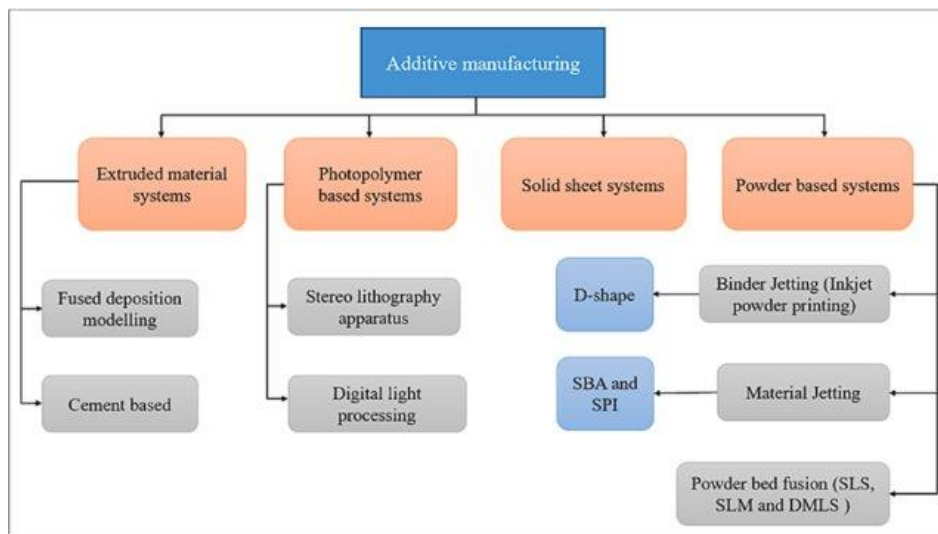 Additive manufacturing
Extruded material
systems
Photopolymer
based systems
Solid sheet systems
Powder based systems
Fused deposition
modelling
Stereo lithography
apparatus
D-shape
Binder Jetting (Inkjet
powder printing)
Cement based
Digital light
processing
SBA and
SPI
Material Jetting
Powder bed fusion (SLS,
SLM and DMLS )